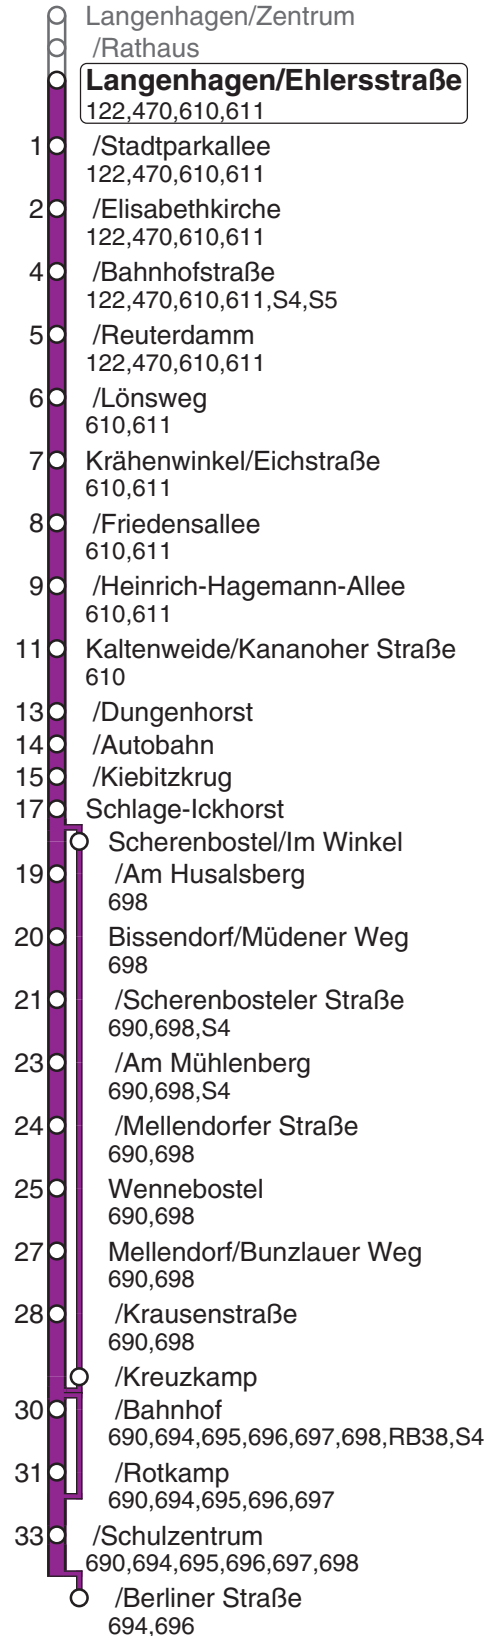 Langenhagen/Zentrum
/Rathaus
Langenhagen/Ehlersstraße
122,470,610,611
1 /Stadtparkallee
122,470,610,611
2 /Elisabethkirche
122,470,610,611
4 /Bahnhofstraße
122,470,610,611,S4,S5
5 /Reuterdamm
122,470,610,611
6 /Lönsweg
610,611
7 Krähenwinkel/Eichstraße
610,611
8 /Friedensallee
610,611
9 /Heinrich-Hagemann-Allee
610,611
11 Kaltenweide/Kananoher Straße
610
13 /Dungenhorst
14 /Autobahn
15 /Kiebitzkrug
17 Schlage-Ickhorst
Scherenbostel/Im Winkel
19 /Am Husalsberg
698
20 Bissendorf/Müdener Weg
698
21 /Scherenbosteler Straße
690,698,S4
23 /Am Mühlenberg
690,698,S4
24 /Mellendorfer Straße
690,698
25 Wennebostel
690,698
27 Mellendorf/Bunzlauer Weg
690,698
28 /Krausenstraße
690,698
/Kreuzkamp
30 /Bahnhof
690,694,695,696,697,698,RB38,S4
31 /Rotkamp
690,694,695,696,697
33 /Schulzentrum
690,694,695,696,697,698
/Berliner Straße
694,696